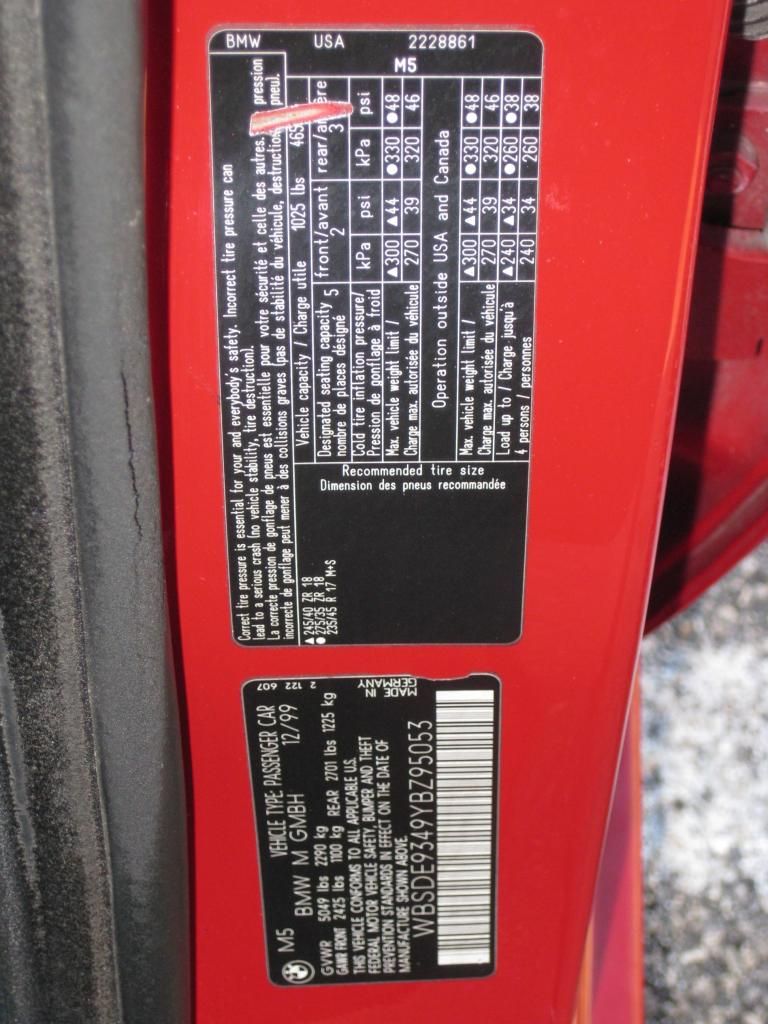 BMW USA 2228861
M5
Correct tire pressure is essential for your and everybody's safety. Incorrect tire pressure can
lead to a serious crash (no vehicle stability, tire destruction).
La correcte pression de gonflage de pneus est essentielle pour votre sécurité et celle des autres. pression
incorrecte de gonflage peut mener à des collisions graves (pas de stabilité du véhicule, destruction pneu).
Vehicle capacity / Charge utile 1025 lbs
Designated seating capacity 5 front/avant rear/arrière
nombre de places désigné 2 3
Cold tire inflation pressure/ kPa psi kPa psi
Pression de gonflage à froid
Max. vehicle weight limit / ▲300 ▲44 ●330 ●48
Charge max. autorisée du véhicule 270 39 320 46
Operation outside USA and Canada
Max. vehicle weight limit / ▲300 ▲44 ●330 ●48
Charge max. autorisée du véhicule 270 39 320 46
Load up to / Charge jusqu'à ▲240 ▲34 ●260 ●38
4 persons / personnes 240 34 260 38
Recommended tire size
Dimension des pneus recommandée
▲ 245/40 ZR 18
● 275/35 ZR 18
235/45 R 17 M+S
2 122 607
MADE IN
GERMANY
M5 VEHICLE TYPE: PASSENGER CAR
BMW M GMBH 12/99
GVWR 5049 lbs 2290 kg
GAWR FRONT 2425 lbs 1100 kg REAR 2701 lbs 1225 kg
THIS VEHICLE CONFORMS TO ALL APPLICABLE U.S.
FEDERAL MOTOR VEHICLE SAFETY, BUMPER AND THEFT
PREVENTION STANDARDS IN EFFECT ON THE DATE OF
MANUFACTURE SHOWN ABOVE.
WBSDE9349YBZ95053